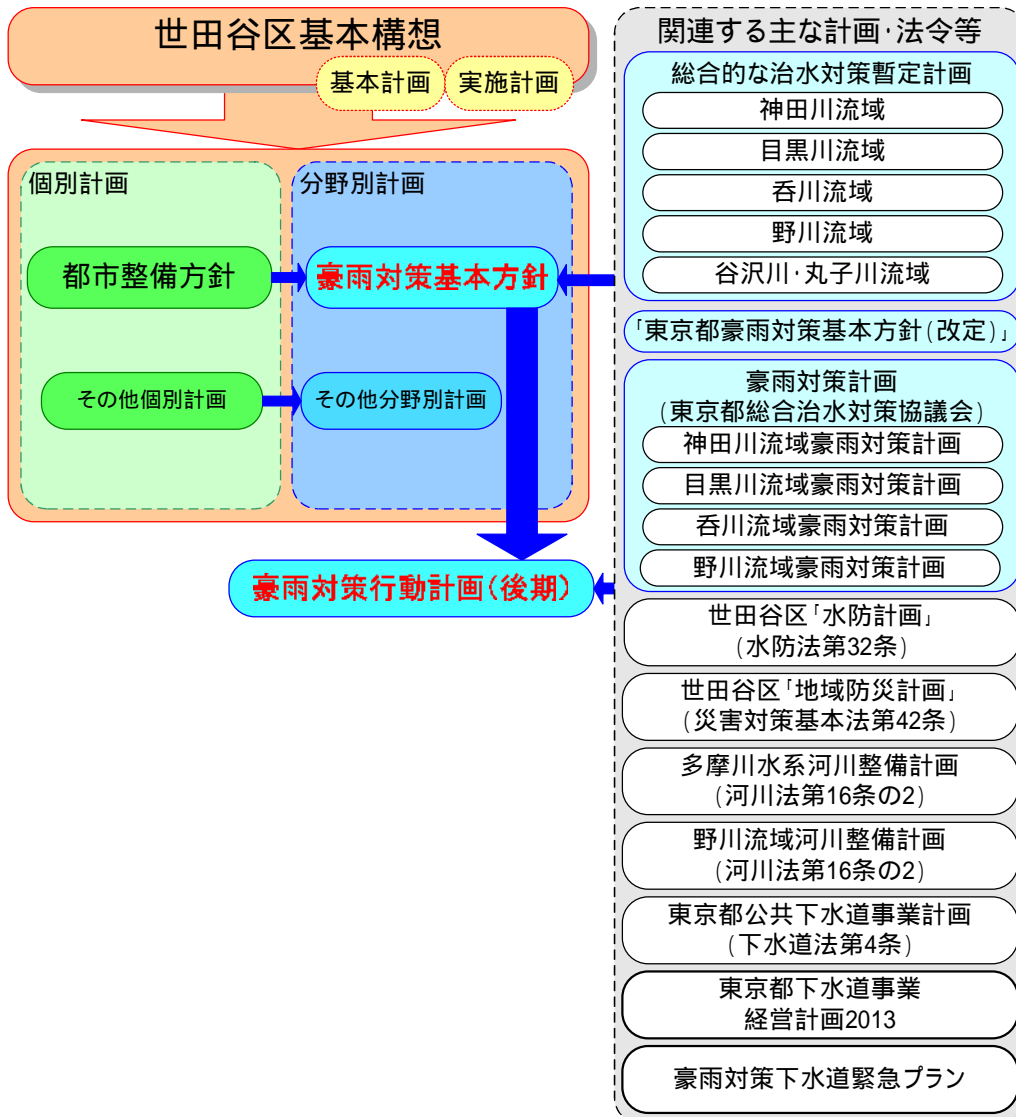 世田谷区基本構想
基本計画
実施計画
個別計画
分野別計画
都市整備方針
豪雨対策基本方針
その他個別計画
その他分野別計画
豪雨対策行動計画(後期)
関連する主な計画・法令等
総合的な治水対策暫定計画
神田川流域
目黒川流域
呑川流域
野川流域
谷沢川・丸子川流域
「東京都豪雨対策基本方針(改定)」
豪雨対策計画
(東京都総合治水対策協議会)
神田川流域豪雨対策計画
目黒川流域豪雨対策計画
呑川流域豪雨対策計画
野川流域豪雨対策計画
世田谷区「水防計画」
(水防法第32条)
世田谷区「地域防災計画」
(災害対策基本法第42条)
多摩川水系河川整備計画
(河川法第16条の2)
野川流域河川整備計画
(河川法第16条の2)
東京都公共下水道事業計画
(下水道法第4条)
東京都下水道事業
経営計画2013
豪雨対策下水道緊急プラン